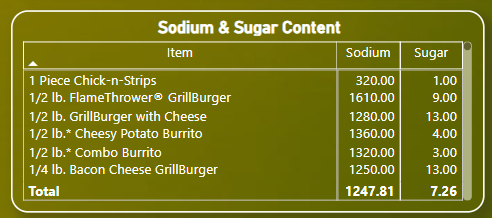 Sodium & Sugar Content
Item Sodium Sugar
1 Piece Chick-n-Strips 320.00 1.00
1/2 lb. FlameThrower® GrillBurger 1610.00 9.00
1/2 lb. GrillBurger with Cheese 1280.00 13.00
1/2 lb.* Cheesy Potato Burrito 1360.00 4.00
1/2 lb.* Combo Burrito 1320.00 3.00
1/4 lb. Bacon Cheese GrillBurger 1250.00 13.00
Total 1247.81 7.26